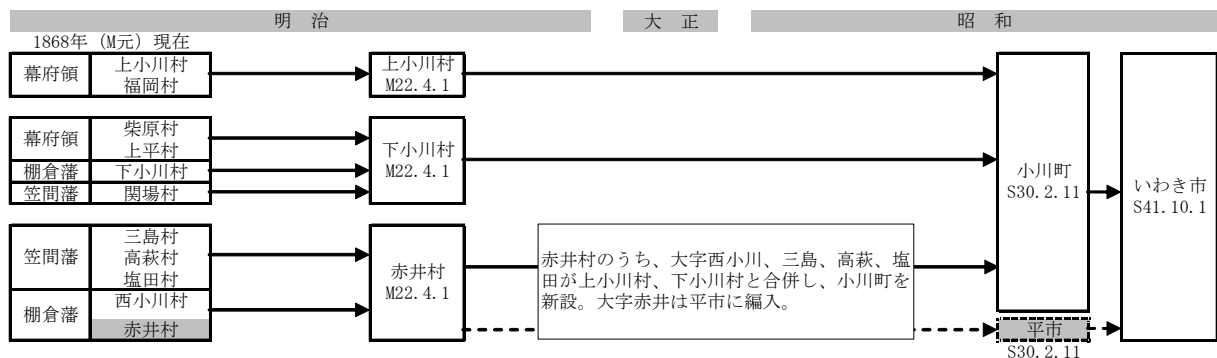 明　治
大　正
昭　和
1868年 (M元) 現在
幕府領
上小川村
福岡村
上小川村
M22.4.1
幕府領
柴原村
上平村
棚倉藩
下小川村
笠間藩
関場村
下小川村
M22.4.1
笠間藩
三島村
高萩村
塩田村
棚倉藩
西小川村
赤井村
赤井村
M22.4.1
赤井村のうち、大字西小川、三島、高萩、塩
田が上小川村、下小川村と合併し、小川町を
新設。大字赤井は平市に編入。
小川町
S30.2.11
平市
S30.2.11
いわき市
S41.10.1